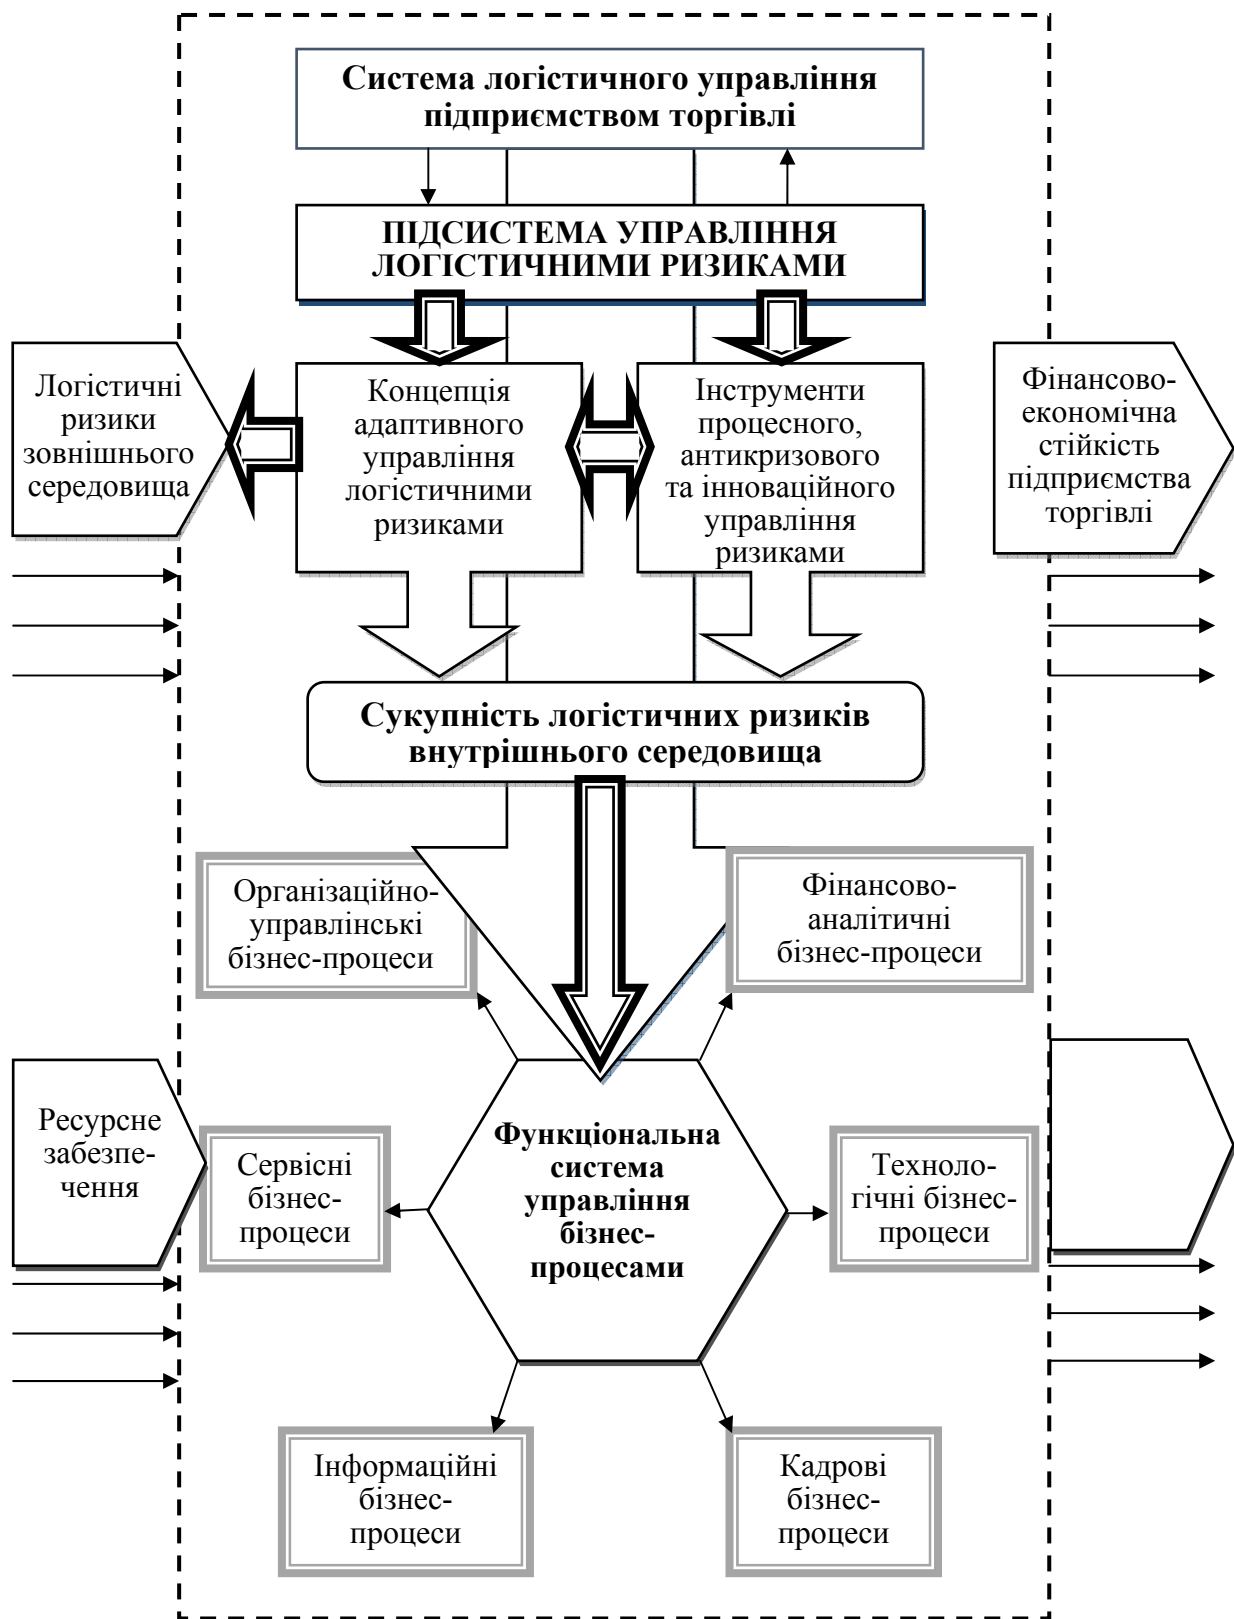 Система логістичного управління
підприємством торгівлі
ПІДСИСТЕМА УПРАВЛІННЯ
ЛОГІСТИЧНИМИ РИЗИКАМИ
Логістичні
ризики
зовнішнього
середовища
Концепція
адаптивного
управління
логістичними
ризиками
Інструменти
процесного,
антикризового
та інноваційного
управління
ризиками
Фінансово-
економічна
стійкість
підприємства
торгівлі
Сукупність логістичних ризиків
внутрішнього середовища
Організаційно-
управлінські
бізнес-процеси
Фінансово-
аналітичні
бізнес-процеси
Ресурсне
забезпе-
чення
Сервісні
бізнес-
процеси
Функціональна
система
управління
бізнес-
процесами
Техноло-
гічні бізнес-
процеси
Інформаційні
бізнес-
процеси
Кадрові
бізнес-
процеси